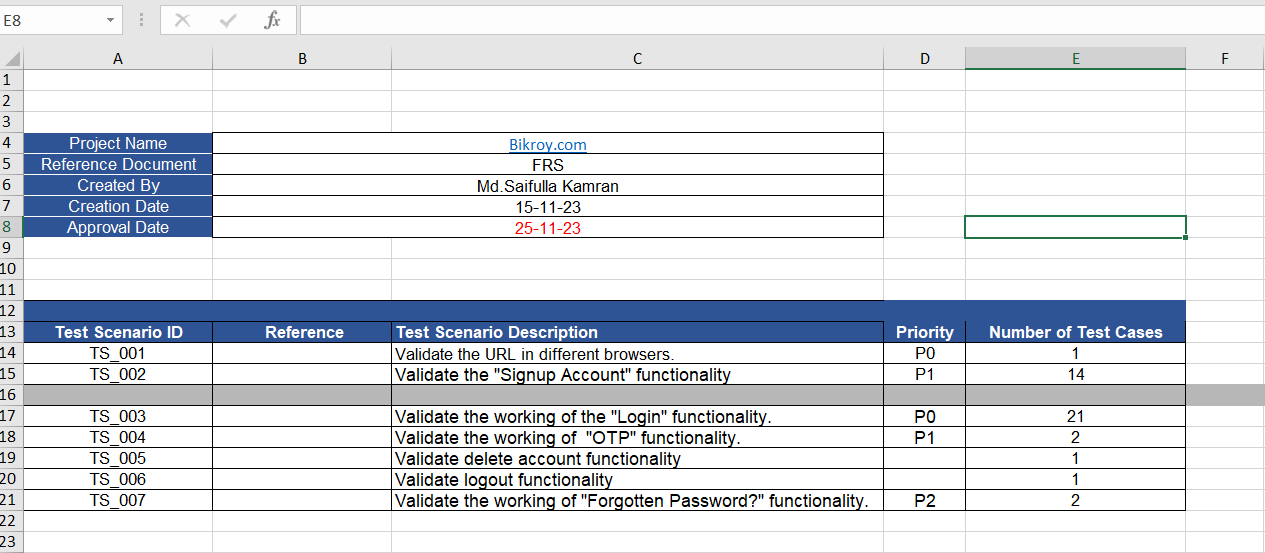 E8 fx
A B C D E F
1
2
3
4 Project Name Bikroy.com
5 Reference Document FRS
6 Created By Md.Saifulla Kamran
7 Creation Date 15-11-23
8 Approval Date 25-11-23
9
10
11
12
13 Test Scenario ID Reference Test Scenario Description Priority Number of Test Cases
14 TS_001 Validate the URL in different browsers. P0 1
15 TS_002 Validate the "Signup Account" functionality P1 14
16
17 TS_003 Validate the working of the "Login" functionality. P0 21
18 TS_004 Validate the working of  "OTP" functionality. P1 2
19 TS_005 Validate delete account functionality 1
20 TS_006 Validate logout functionality 1
21 TS_007 Validate the working of "Forgotten Password?" functionality. P2 2
22
23